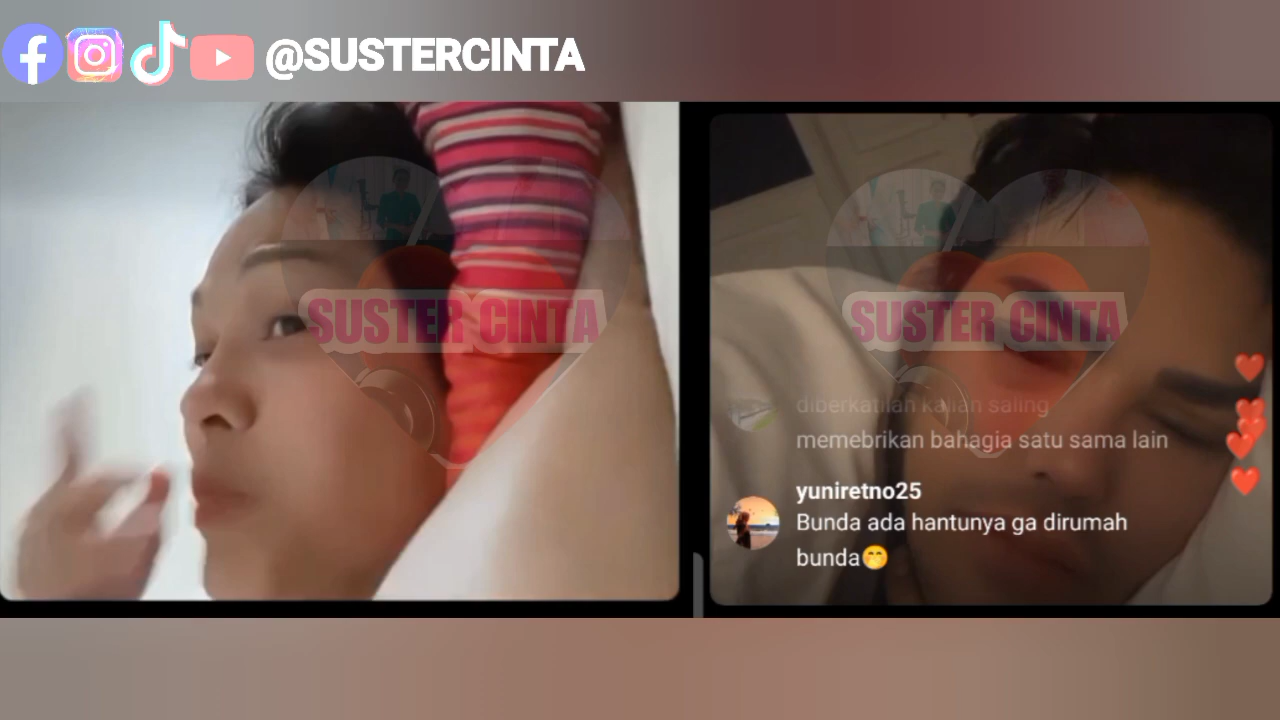 @SUSTERCINTA
SUSTER CINTA
SUSTER CINTA
diberkatilah kalian saling
memebrikan bahagia satu sama lain
yuniretno25
Bunda ada hantunya ga dirumah
bunda🤭